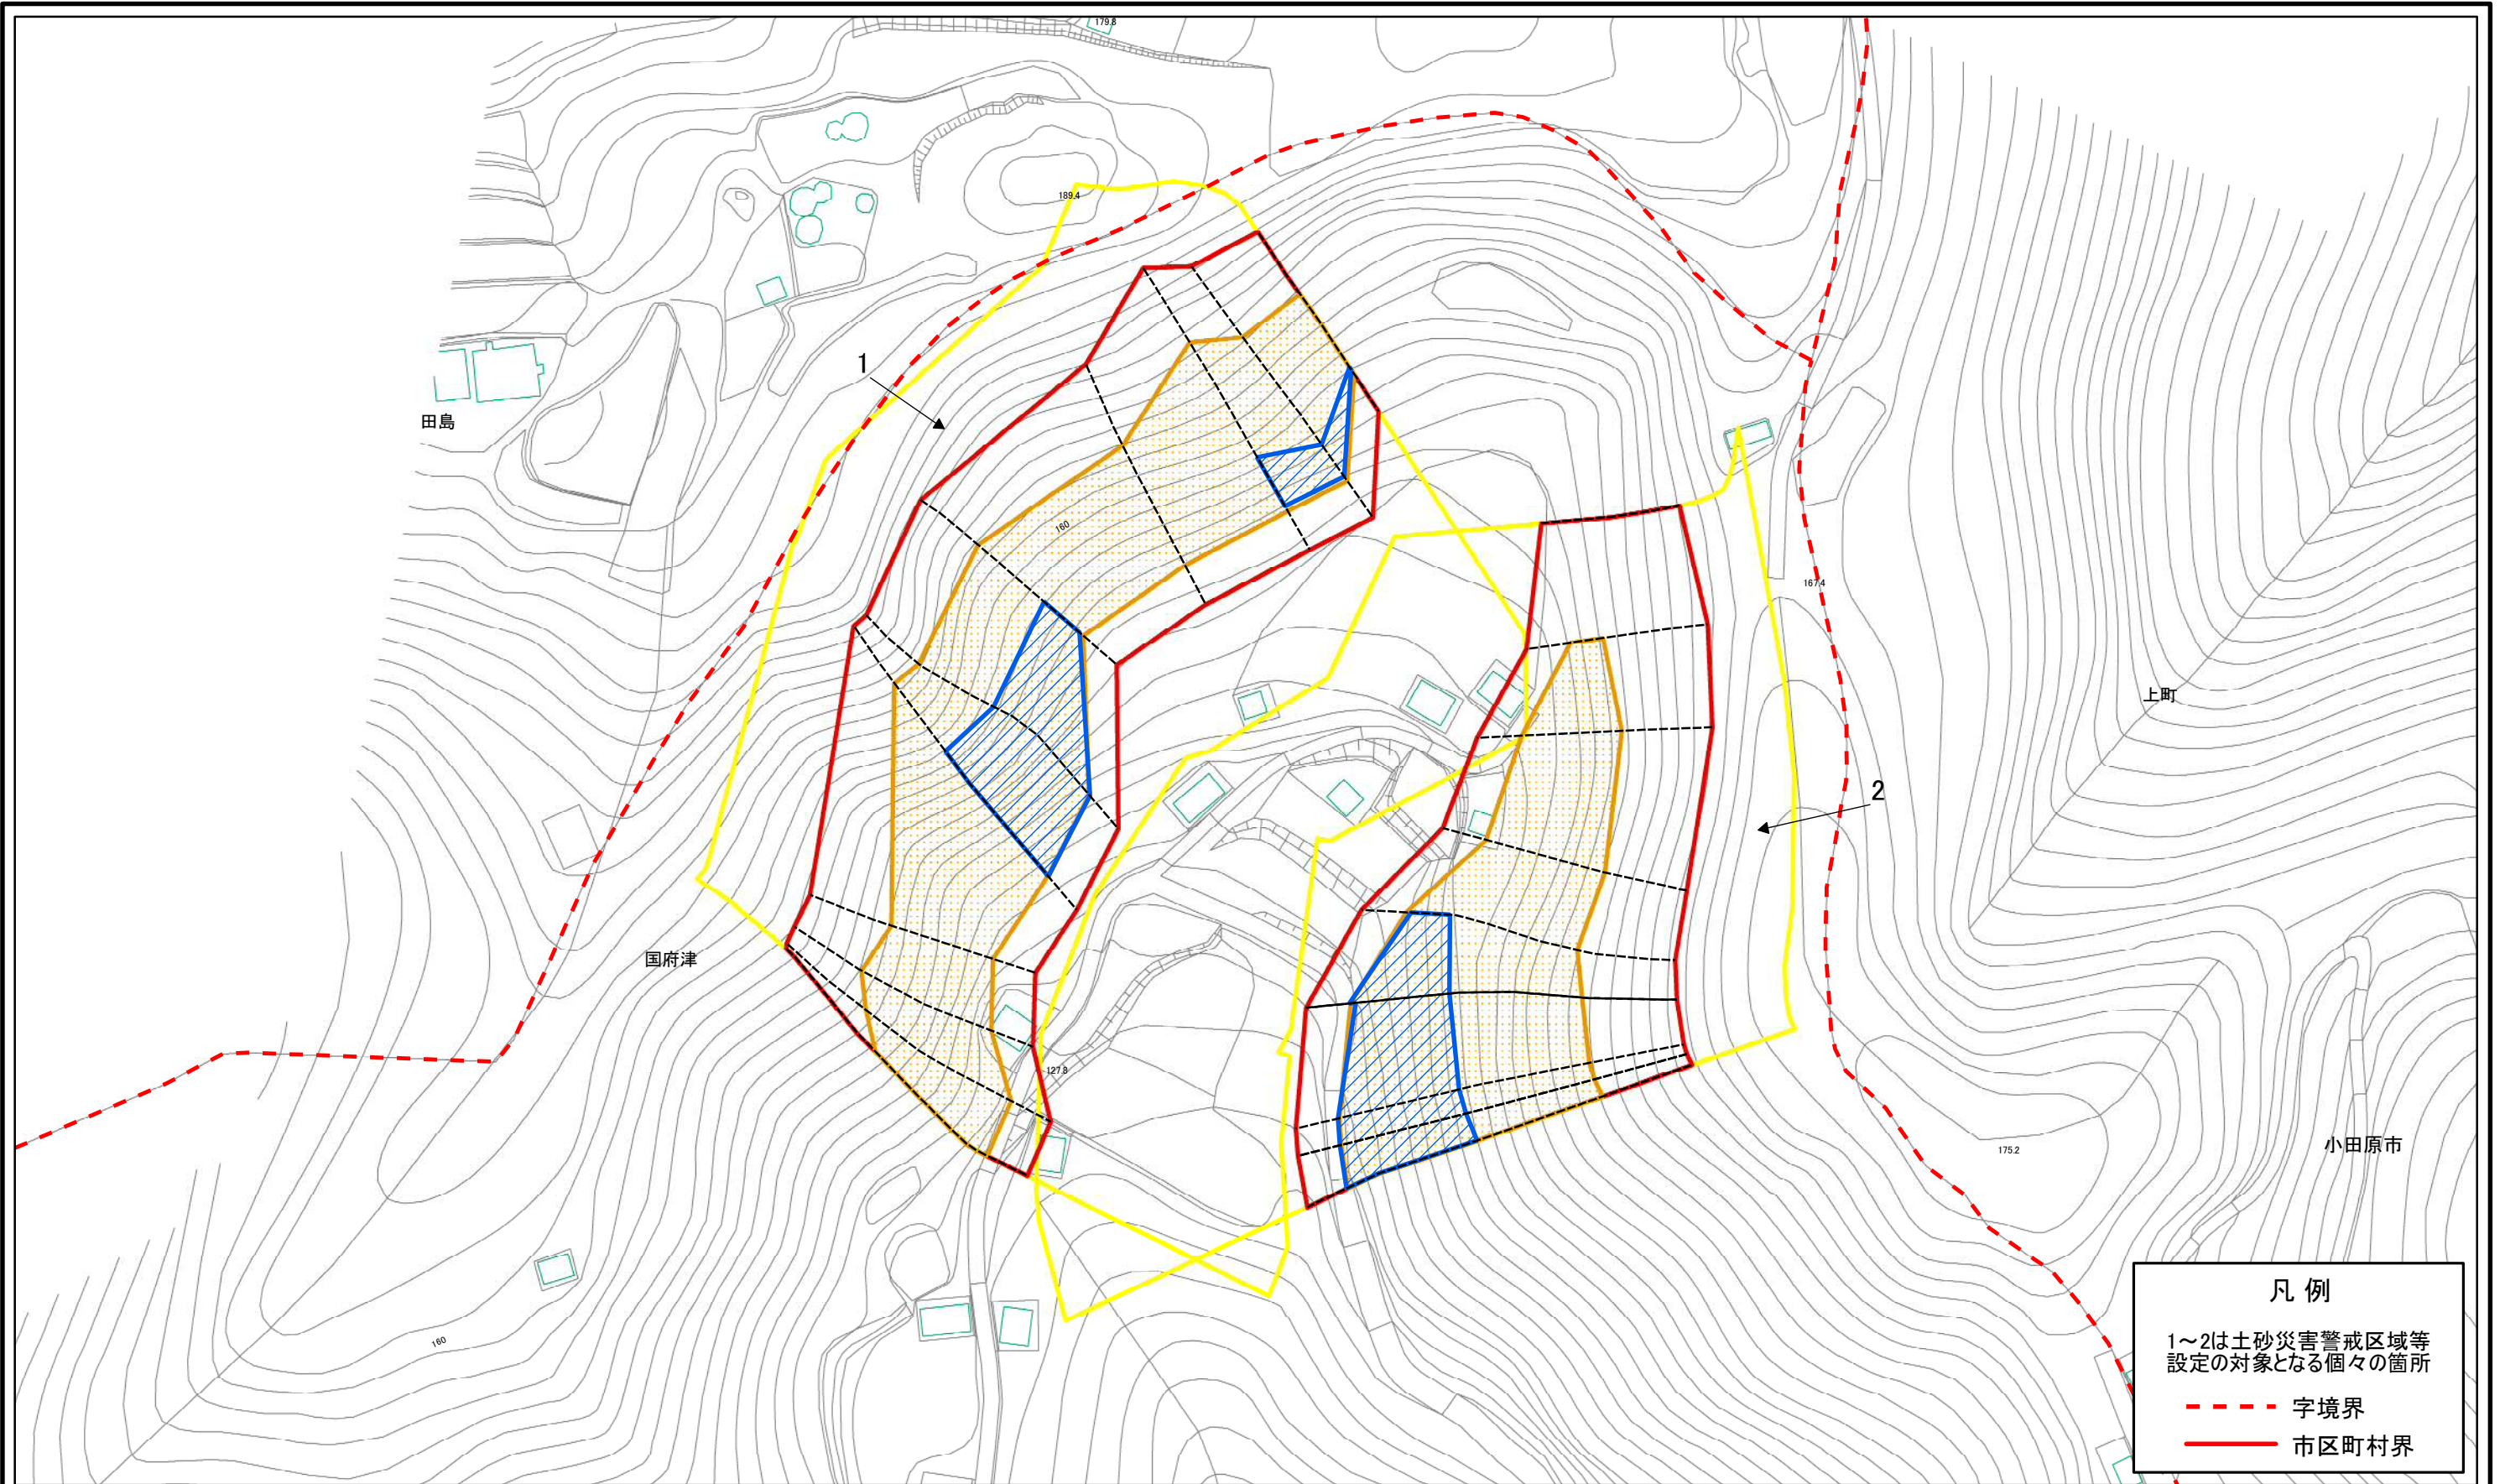 179.8
189.4
1
田島
160
167.4
上町
2
国府津
127.8
小田原市
175.2
160
凡 例
1～2は土砂災害警戒区域等
設定の対象となる個々の箇所
字境界
市区町村界